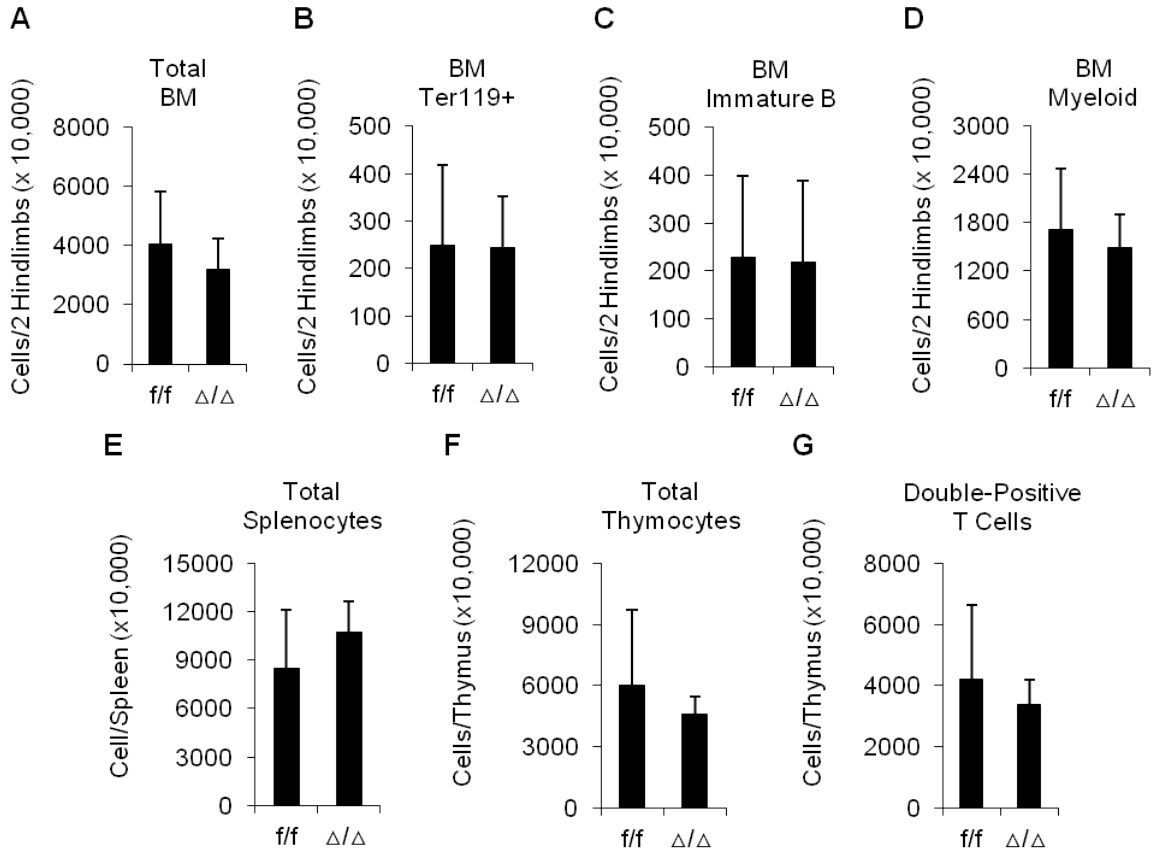 A
Total
BM
Cells/2 Hindlimbs (x 10,000)
8000
6000
4000
2000
0
f/f △/△
B
BM
Ter119+
Cells/2 Hindlimbs (x 10,000)
500
400
300
200
100
0
f/f △/△
C
BM
Immature B
Cells/2 Hindlimbs (x 10,000)
500
400
300
200
100
0
f/f △/△
D
BM
Myeloid
Cells/2 Hindlimbs (x 10,000)
3000
2400
1800
1200
600
0
f/f △/△
E
Total
Splenocytes
Cell/Spleen (x10,000)
15000
12000
9000
6000
3000
0
f/f △/△
F
Total
Thymocytes
Cells/Thymus (x10,000)
12000
9000
6000
3000
0
f/f △/△
G
Double-Positive
T Cells
Cells/Thymus (x10,000)
8000
6000
4000
2000
0
f/f △/△